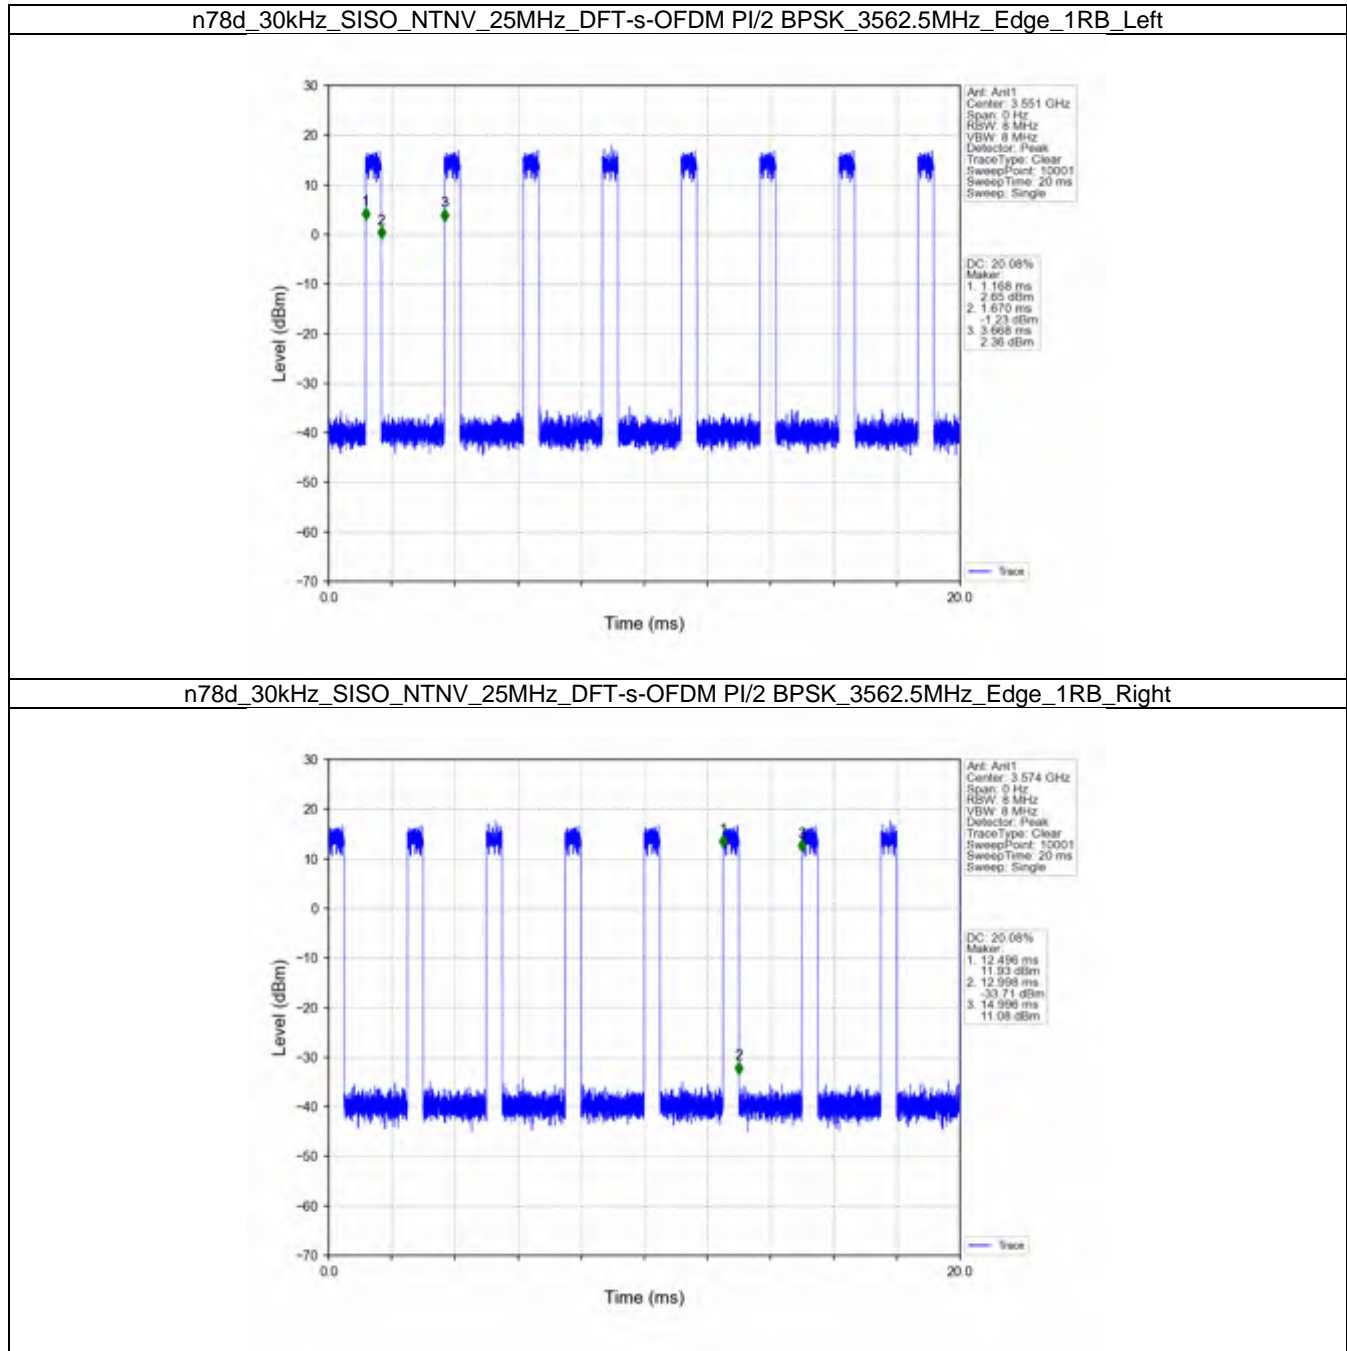 n78d_30kHz_SISO_NTNV_25MHz_DFT-s-OFDM PI/2 BPSK_3562.5MHz_Edge_1RB_Left
30
20
10
0
−10
−20
−30
−40
−50
−60
−70
Level (dBm)
1
2
3
0.0
20.0
Time (ms)
Ant: Ant1
Center: 3.551 GHz
Span: 0 Hz
RBW: 8 MHz
VBW: 8 MHz
Detector: Peak
TraceType: Clear
SweepPoint: 10001
SweepTime: 20 ms
Sweep: Single
DC: 20.08%
Maker:
1. 1.168 ms
2.65 dBm
2. 1.670 ms
-1.23 dBm
3. 3.668 ms
2.36 dBm
Trace
n78d_30kHz_SISO_NTNV_25MHz_DFT-s-OFDM PI/2 BPSK_3562.5MHz_Edge_1RB_Right
30
20
10
0
−10
−20
−30
−40
−50
−60
−70
Level (dBm)
1
2
3
0.0
20.0
Time (ms)
Ant: Ant1
Center: 3.574 GHz
Span: 0 Hz
RBW: 8 MHz
VBW: 8 MHz
Detector: Peak
TraceType: Clear
SweepPoint: 10001
SweepTime: 20 ms
Sweep: Single
DC: 20.08%
Maker:
1. 12.496 ms
11.93 dBm
2. 12.998 ms
-33.71 dBm
3. 14.996 ms
11.08 dBm
Trace